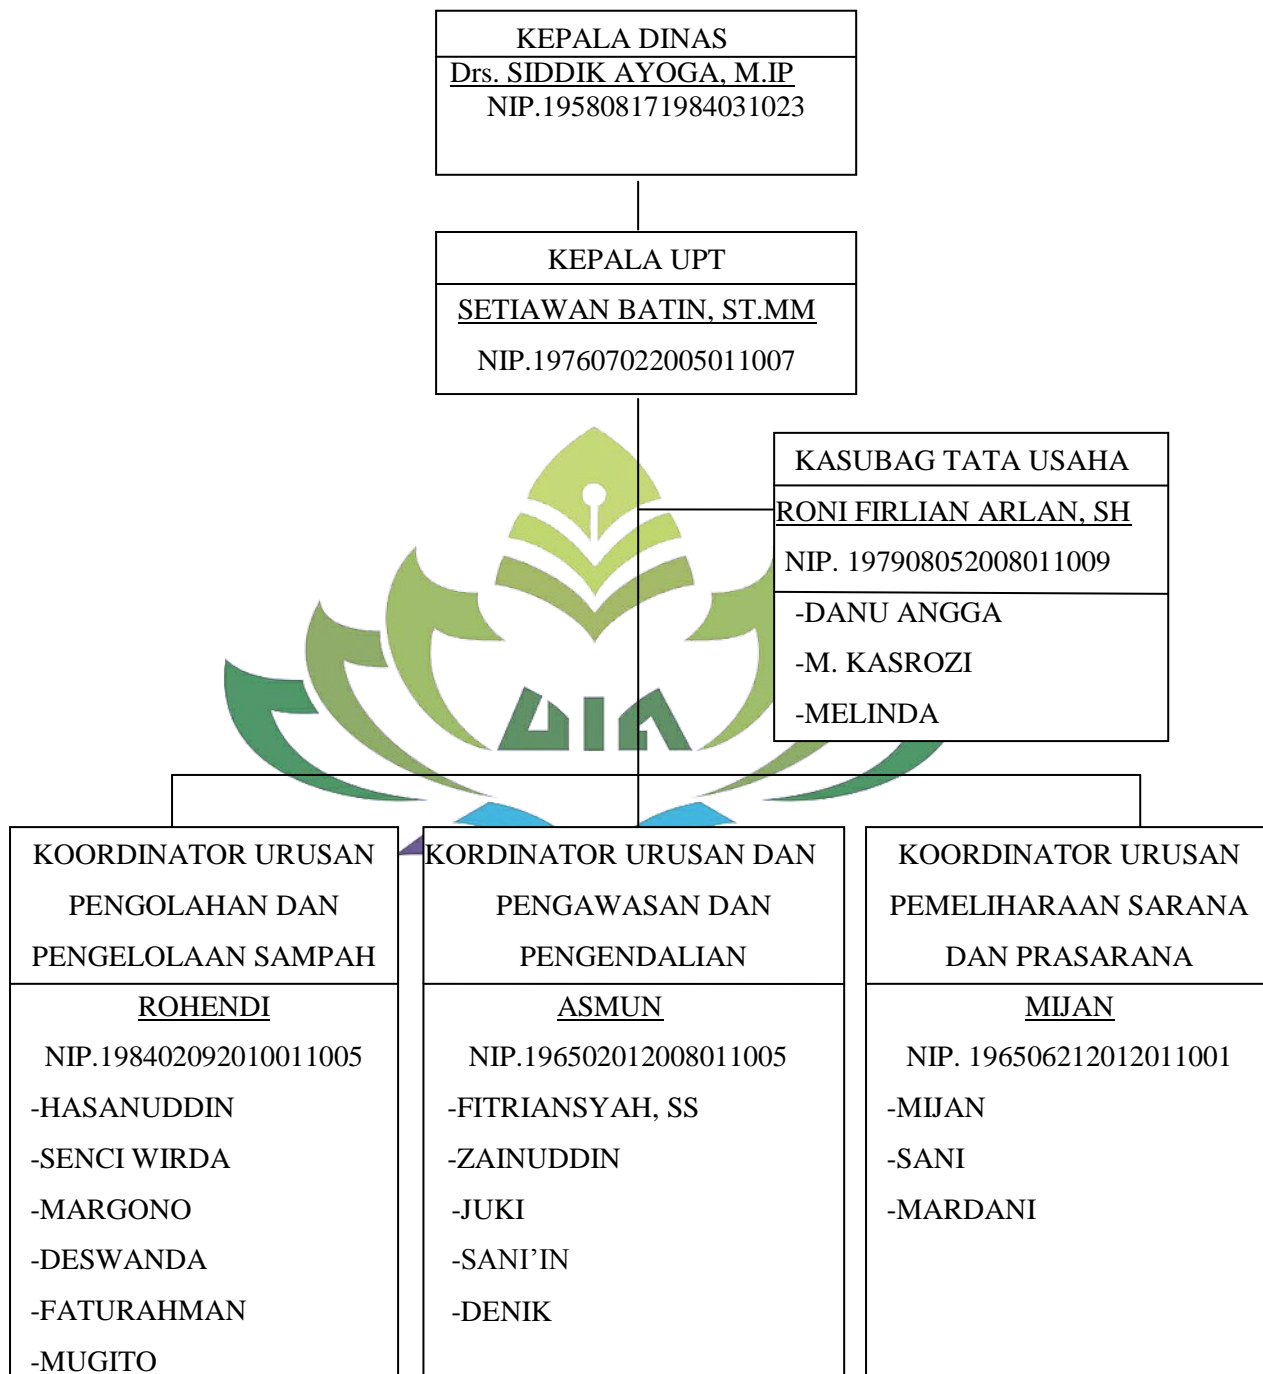 KEPALA DINAS
Drs. SIDDIK AYOGA, M.IP
NIP.195808171984031023
KEPALA UPT
SETIAWAN BATIN, ST.MM
NIP.197607022005011007
KASUBAG TATA USAHA
RONI FIRLIAN ARLAN, SH
NIP. 197908052008011009
-DANU ANGGA
-M. KASROZI
-MELINDA
UIN
KOORDINATOR URUSAN
PENGOLAHAN DAN
PENGELOLAAN SAMPAH
ROHENDI
NIP.198402092010011005
-HASANUDDIN
-SENCI WIRDA
-MARGONO
-DESWANDA
-FATURAHMAN
-MUGITO
KORDINATOR URUSAN DAN
PENGAWASAN DAN
PENGENDALIAN
ASMUN
NIP.196502012008011005
-FITRIANSYAH, SS
-ZAINUDDIN
-JUKI
-SANI’IN
-DENIK
KOORDINATOR URUSAN
PEMELIHARAAN SARANA
DAN PRASARANA
MIJAN
NIP. 196506212012011001
-MIJAN
-SANI
-MARDANI